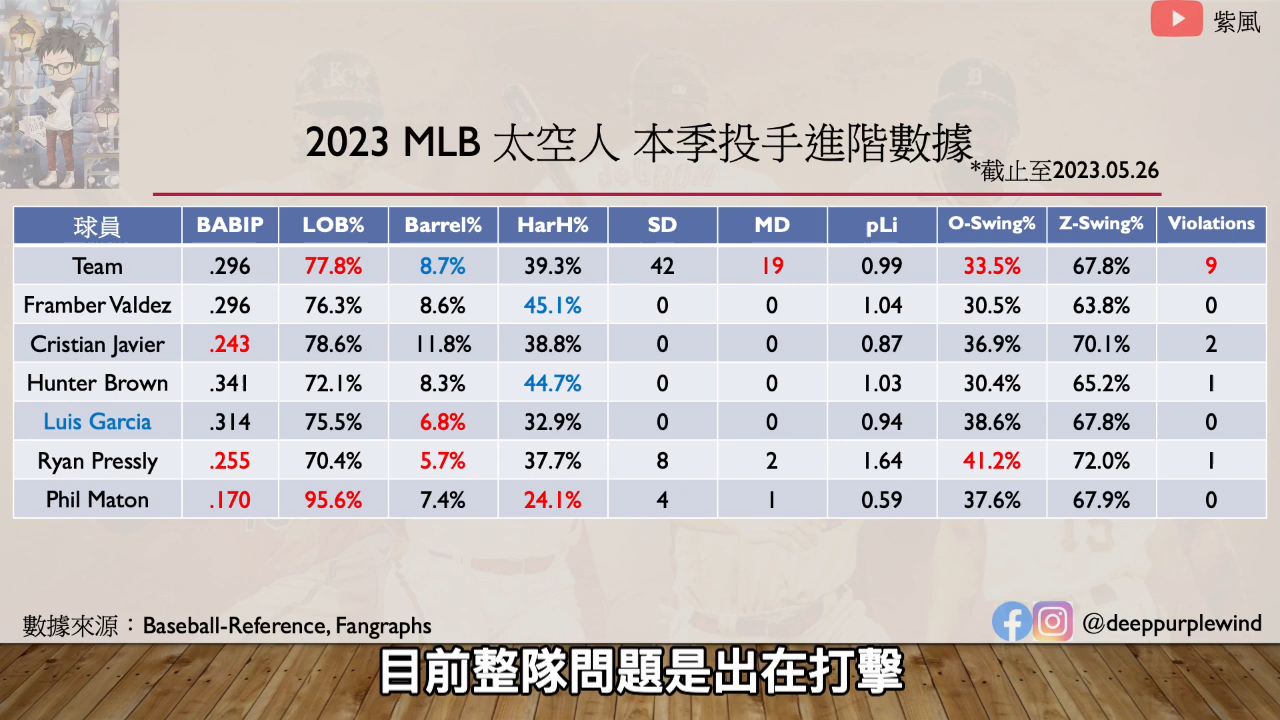 紫風
2023 MLB 太空人 本季投手進階數據
*截止至2023.05.26
球員 BABIP LOB% Barrel% HarH% SD MD pLi O-Swing% Z-Swing% Violations
Team .296 77.8% 8.7% 39.3% 42 19 0.99 33.5% 67.8% 9
Framber Valdez .296 76.3% 8.6% 45.1% 0 0 1.04 30.5% 63.8% 0
Cristian Javier .243 78.6% 11.8% 38.8% 0 0 0.87 36.9% 70.1% 2
Hunter Brown .341 72.1% 8.3% 44.7% 0 0 1.03 30.4% 65.2% 1
Luis Garcia .314 75.5% 6.8% 32.9% 0 0 0.94 38.6% 67.8% 0
Ryan Pressly .255 70.4% 5.7% 37.7% 8 2 1.64 41.2% 72.0% 1
Phil Maton .170 95.6% 7.4% 24.1% 4 1 0.59 37.6% 67.9% 0
數據來源：Baseball-Reference, Fangraphs
@deeppurplewind
目前整隊問題是出在打擊